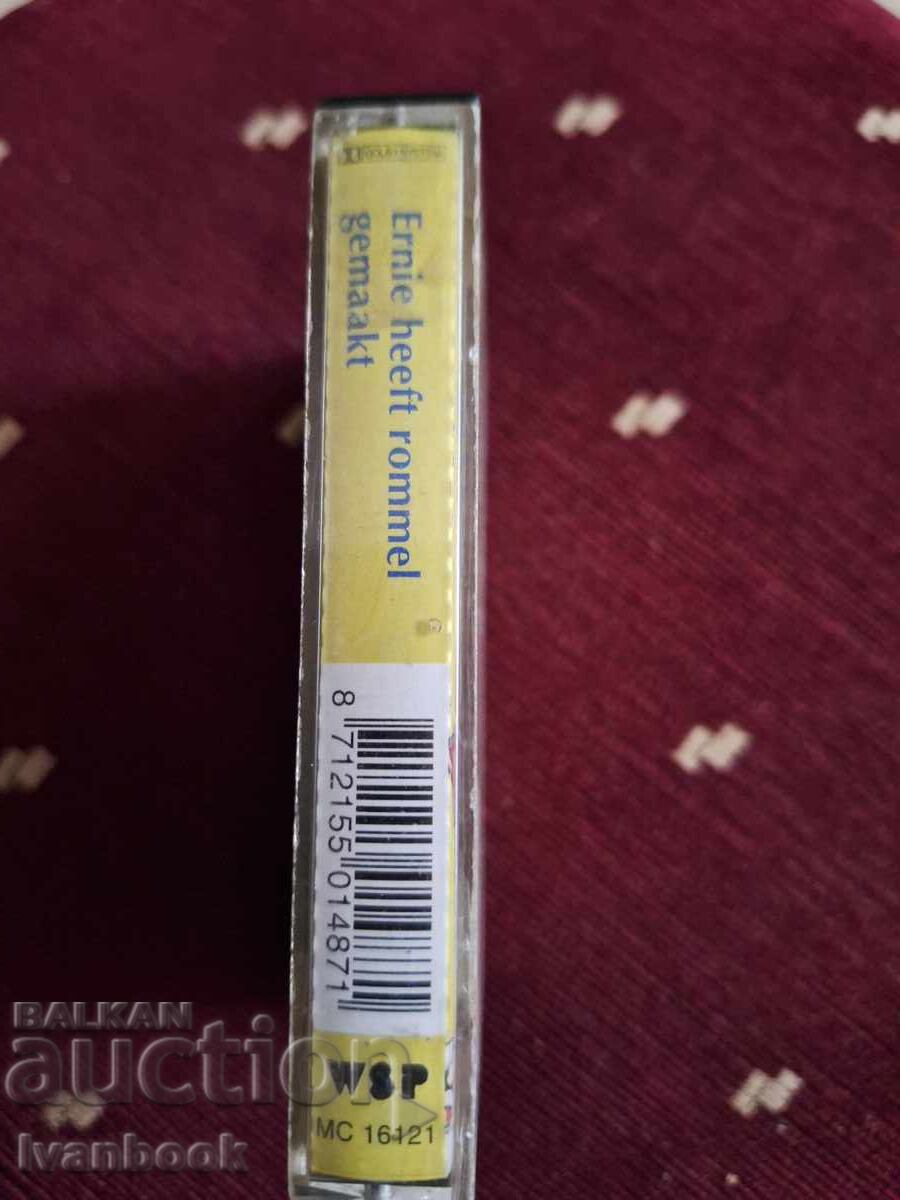 Ernie heeft rommel
gemaakt
8 712155 014871
WSP
MC 16121
BALKAN
auction
Ivanbook